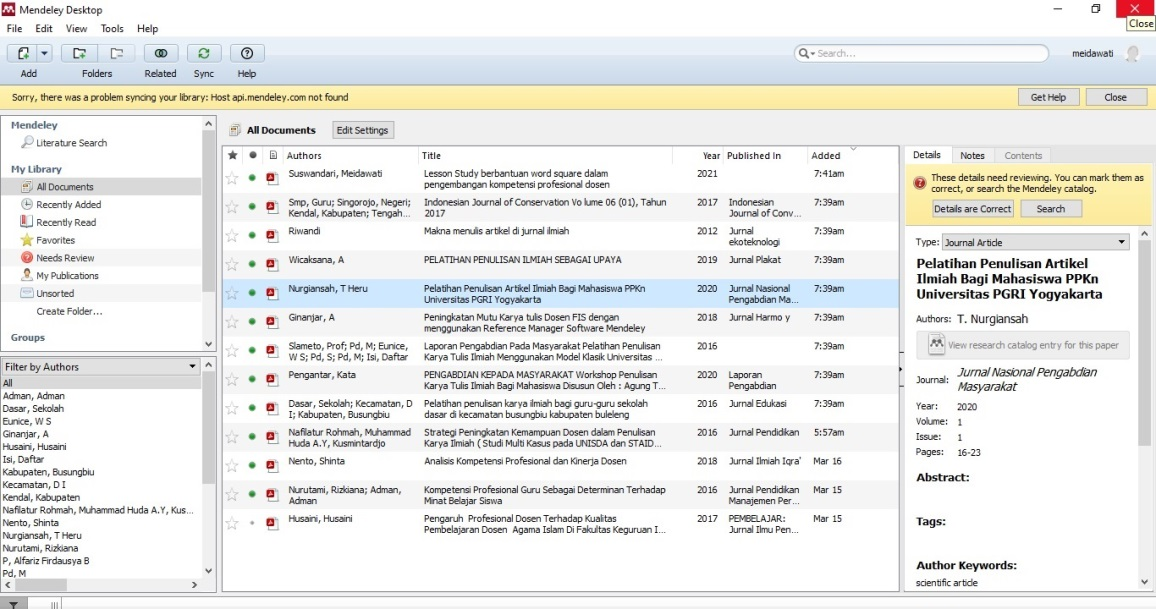 Mendeley Desktop
Close
File Edit View Tools Help
Search...
meidawati
Add Folders Related Sync Help
Sorry, there was a problem syncing your library: Host api.mendeley.com not found
Get Help Close
Mendeley
Literature Search
My Library
All Documents
Recently Added
Recently Read
Favorites
Needs Review
My Publications
Unsorted
Create Folder...
Groups
Filter by Authors
All
Adman, Adman
Dasar, Sekolah
Eunice, W S
Ginanjar, A
Husaini, Husaini
Isi, Daftar
Kabupaten, Busungbiu
Kecamatan, D I
Kendal, Kabupaten
Nafilatur Rohmah, Muhammad Huda A.Y, Kus...
Nento, Shinta
Nurgiansah, T Heru
Nurutami, Rizkiana
P, Alfariz Firdausya B
Pd, M
All Documents Edit Settings
Authors Title Year Published In Added
Suswandari, Meidawati Lesson Study berbantuan word square dalam 2021 7:41am
pengembangan kompetensi profesional dosen
Smp, Guru; Singorojo, Negeri; Indonesian Journal of Conservation Vo lume 06 (01), Tahun 2017 Indonesian 7:39am
Kendal, Kabupaten; Tengah... 2017 Journal of Conv...
Riwandi Makna menulis artikel di jurnal ilmiah 2012 Jurnal 7:39am
ekoteknologi
Wicaksana, A PELATIHAN PENULISAN ILMIAH SEBAGAI UPAYA 2019 Jurnal Plakat 7:39am
Nurgiansah, T Heru Pelatihan Penulisan Artikel Ilmiah Bagi Mahasiswa PPKn 2020 Jurnal Nasional 7:39am
Universitas PGRI Yogyakarta Pengabdian Ma...
Ginanjar, A Peningkatan Mutu Karya tulis Dosen FIS dengan 2018 Jurnal Harmo y 7:39am
menggunakan Reference Manager Software Mendeley
Slameto, Prof; Pd, M; Eunice, Laporan Pengabdian Pada Masyarakat Pelatihan Penulisan 2016 7:39am
W S; Pd, S; Pd, M; Isi, Daftar Karya Tulis Ilmiah Menggunakan Model Klasik Universitas ...
Pengantar, Kata PENGABDIAN KEPADA MASYARAKAT Workshop Penulisan 2020 Laporan 7:39am
Karya Tulis Ilmiah Bagi Mahasiswa Disusun Oleh : Agung T... Pengabdian
Dasar, Sekolah; Kecamatan, D Pelatihan penulisan karya ilmiah bagi guru-guru sekolah 2016 Jurnal Edukasi 7:39am
I; Kabupaten, Busungbiu dasar di kecamatan busungbiu kabupaten buleleng
Nafilatur Rohmah, Muhammad Strategi Peningkatan Kemampuan Dosen dalam Penulisan 2016 Jurnal Pendidikan 5:57am
Huda A.Y, Kusmintardjo Karya Ilmiah ( Studi Multi Kasus pada UNISDA dan STAID...
Nento, Shinta Analisis Kompetensi Profesional dan Kinerja Dosen 2018 Jurnal Ilmiah Iqra' Mar 16
Nurutami, Rizkiana; Adman, Kompetensi Profesional Guru Sebagai Determinan Terhadap 2016 Jurnal Pendidikan Mar 15
Adman Minat Belajar Siswa Manajemen Per...
Husaini, Husaini Pengaruh Profesional Dosen Terhadap Kualitas 2017 PEMBELAJAR: Mar 15
Pembelajaran Dosen Agama Islam Di Fakultas Keguruan I... Jurnal Ilmu Pen...
Details Notes Contents
These details need reviewing. You can mark them as
correct, or search the Mendeley catalog.
Details are Correct Search
Type: Journal Article
Pelatihan Penulisan Artikel
Ilmiah Bagi Mahasiswa PPKn
Universitas PGRI Yogyakarta
Authors: T. Nurgiansah
View research catalog entry for this paper
Journal: Jurnal Nasional Pengabdian
Masyarakat
Year: 2020
Volume: 1
Issue: 1
Pages: 16-23
Abstract:
Tags:
Author Keywords:
scientific article